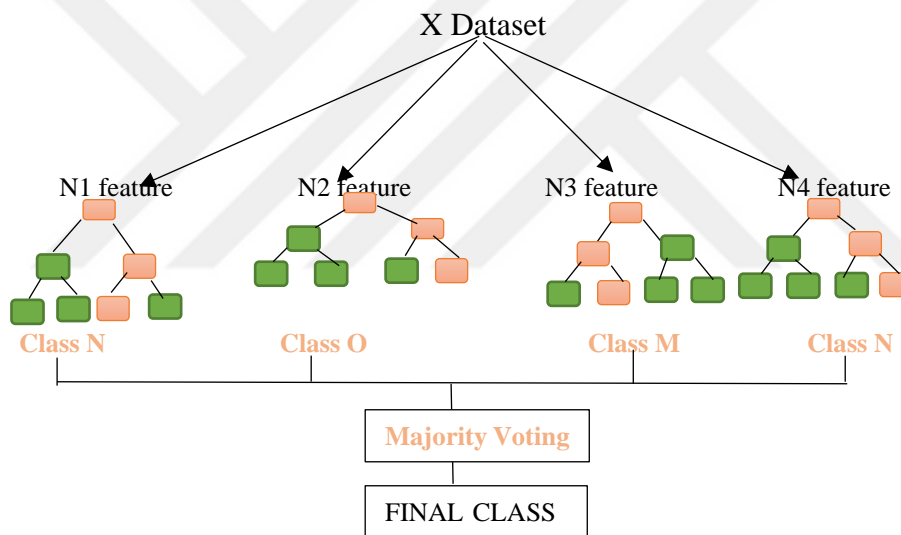 X Dataset
N1 feature
N2 feature
N3 feature
N4 feature
Class N
Class O
Class M
Class N
Majority Voting
FINAL CLASS